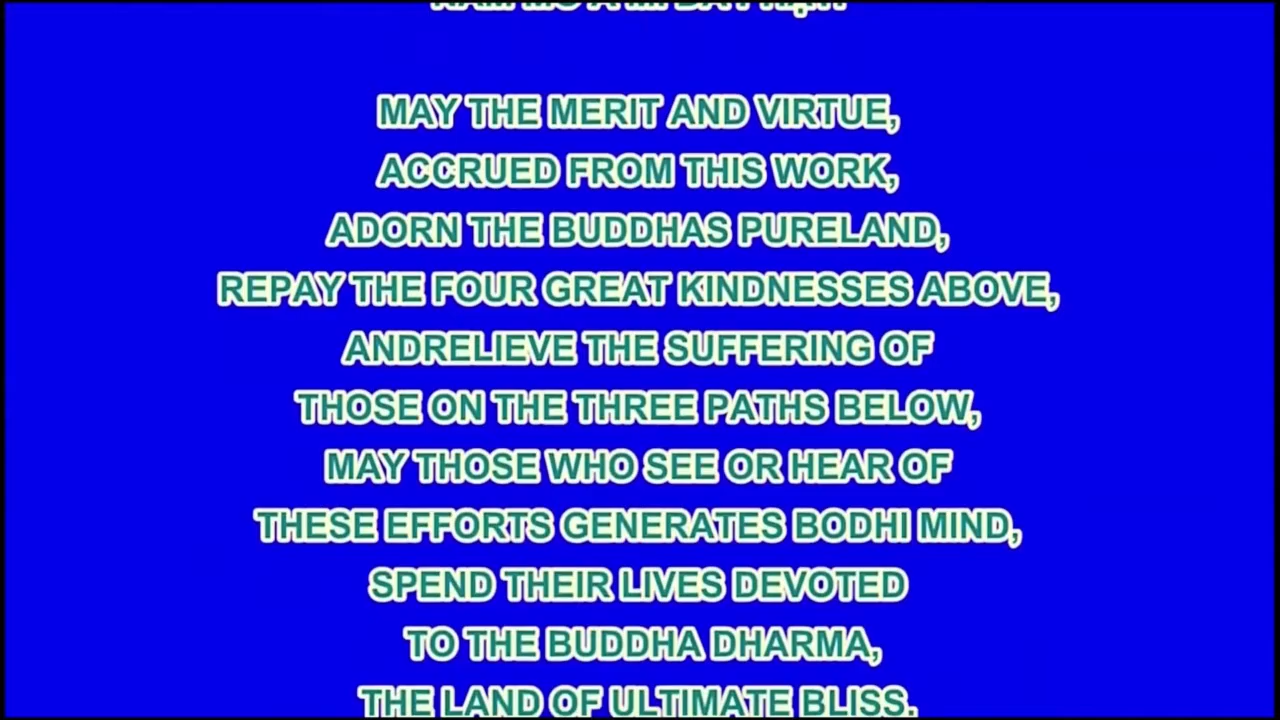 MAY THE MERIT AND VIRTUE,
ACCRUED FROM THIS WORK,
ADORN THE BUDDHAS PURELAND,
REPAY THE FOUR GREAT KINDNESSES ABOVE,
ANDRELIEVE THE SUFFERING OF
THOSE ON THE THREE PATHS BELOW,
MAY THOSE WHO SEE OR HEAR OF
THESE EFFORTS GENERATES BODHI MIND,
SPEND THEIR LIVES DEVOTED
TO THE BUDDHA DHARMA,
THE LAND OF ULTIMATE BLISS.